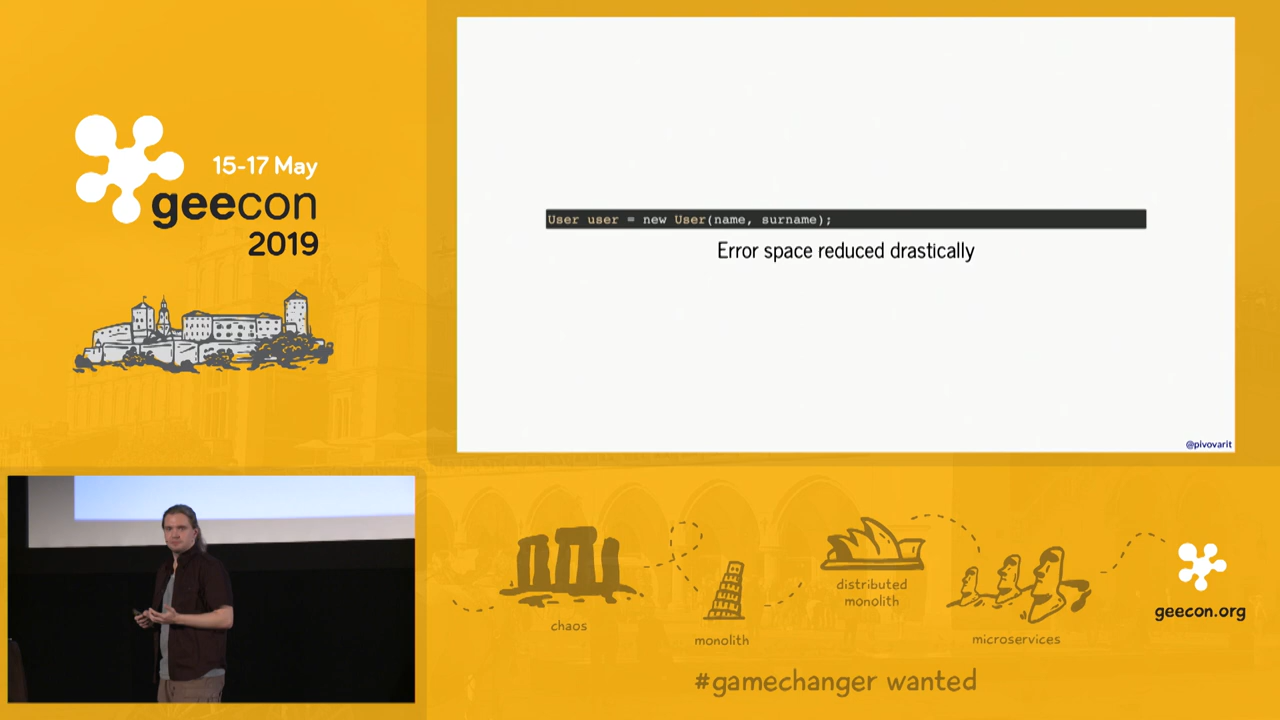 15-17 May
geecon
2019
User user = new User(name, surname);
Error space reduced drastically
@pivovarit
chaos
monolith
distributed
monolith
microservices
geecon.org
#gamechanger wanted